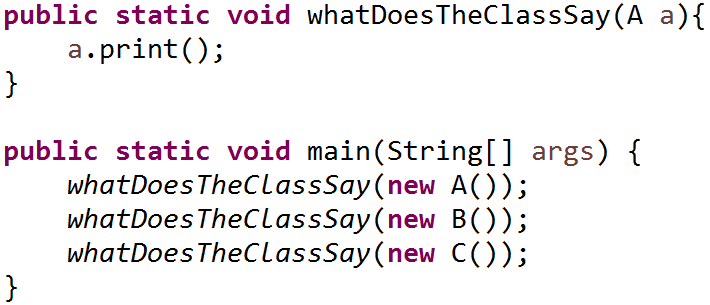 public static void whatDoesTheClassSay(A a){
a.print();
}
public static void main(String[] args) {
whatDoesTheClassSay(new A());
whatDoesTheClassSay(new B());
whatDoesTheClassSay(new C());
}